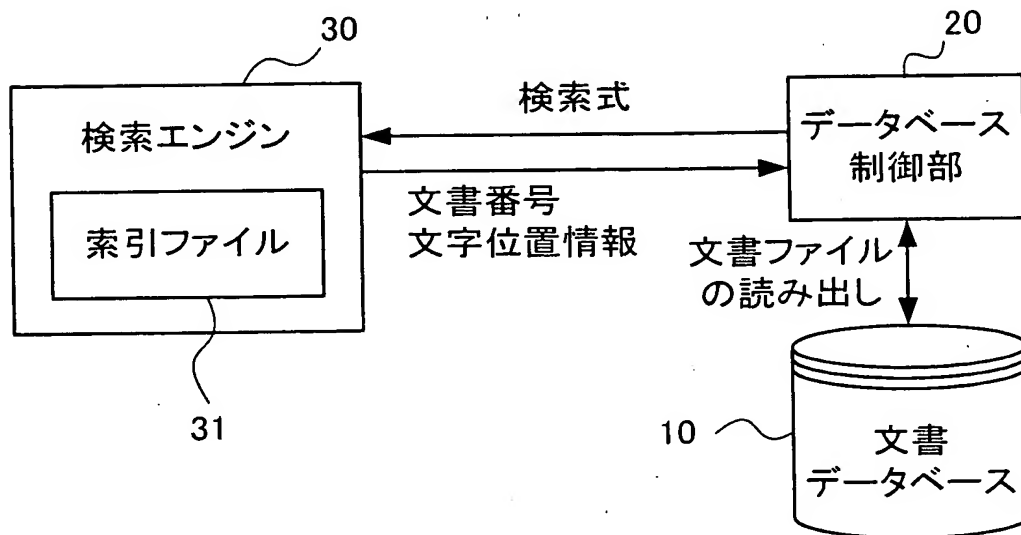 30
検索エンジン
索引ファイル
31
検索式
文書番号
文字位置情報
20
データベース
制御部
文書ファイル
の読み出し
10
文書
データベース